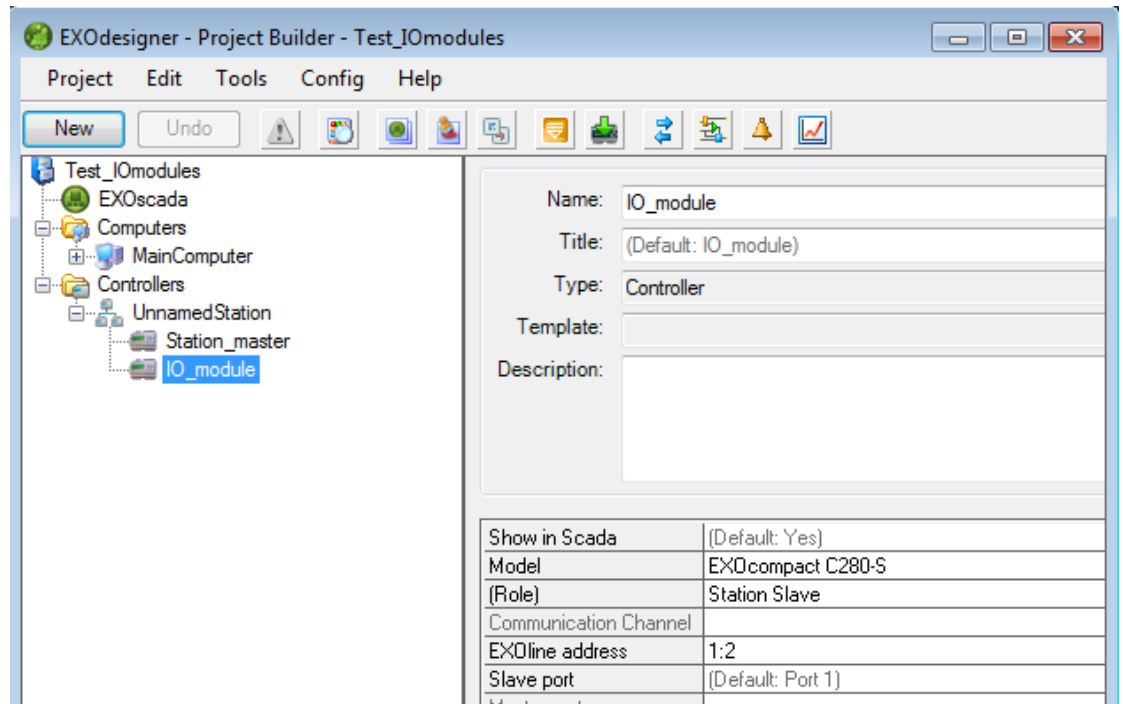 EXOdesigner - Project Builder - Test_IOmodules
Project Edit Tools Config Help
New Undo
Test_IOmodules
EXOscada
Computers
MainComputer
Controllers
UnnamedStation
Station_master
IO_module
Name: IO_module
Title: (Default: IO_module)
Type: Controller
Template:
Description:
Show in Scada (Default: Yes)
Model EXOcompact C280-S
(Role) Station Slave
Communication Channel
EXOline address 1:2
Slave port (Default: Port 1)